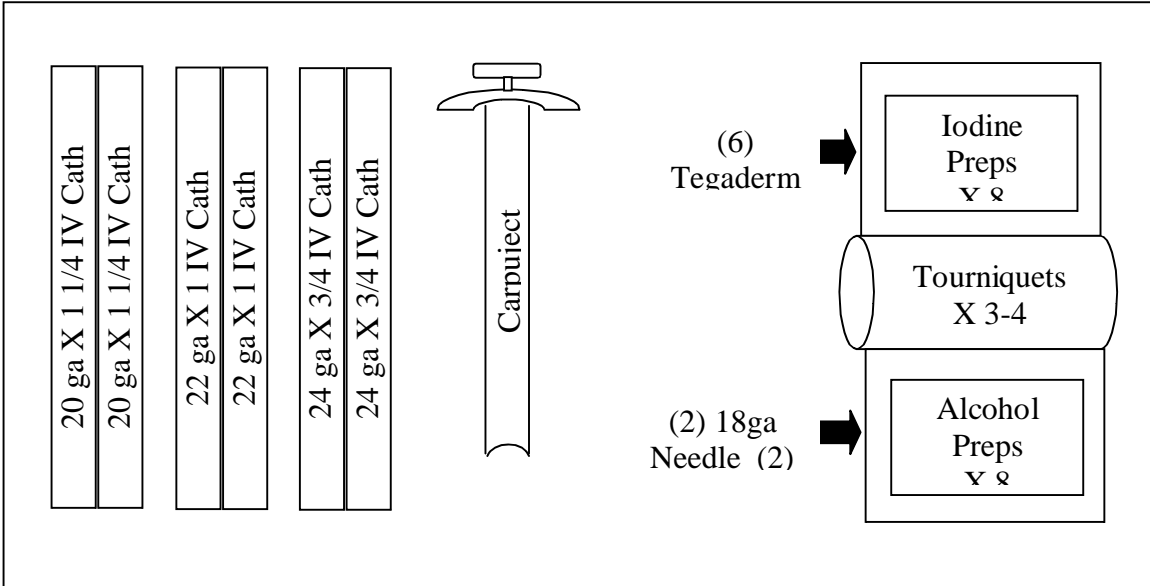 20 ga X 1 1/4 IV Cath
20 ga X 1 1/4 IV Cath
22 ga X 1 IV Cath
22 ga X 1 IV Cath
24 ga X 3/4 IV Cath
24 ga X 3/4 IV Cath
Carpuject
(6)
Tegaderm
Iodine
Preps
X 8
Tourniquets
X 3-4
(2) 18ga
Needle (2)
Alcohol
Preps
X 8